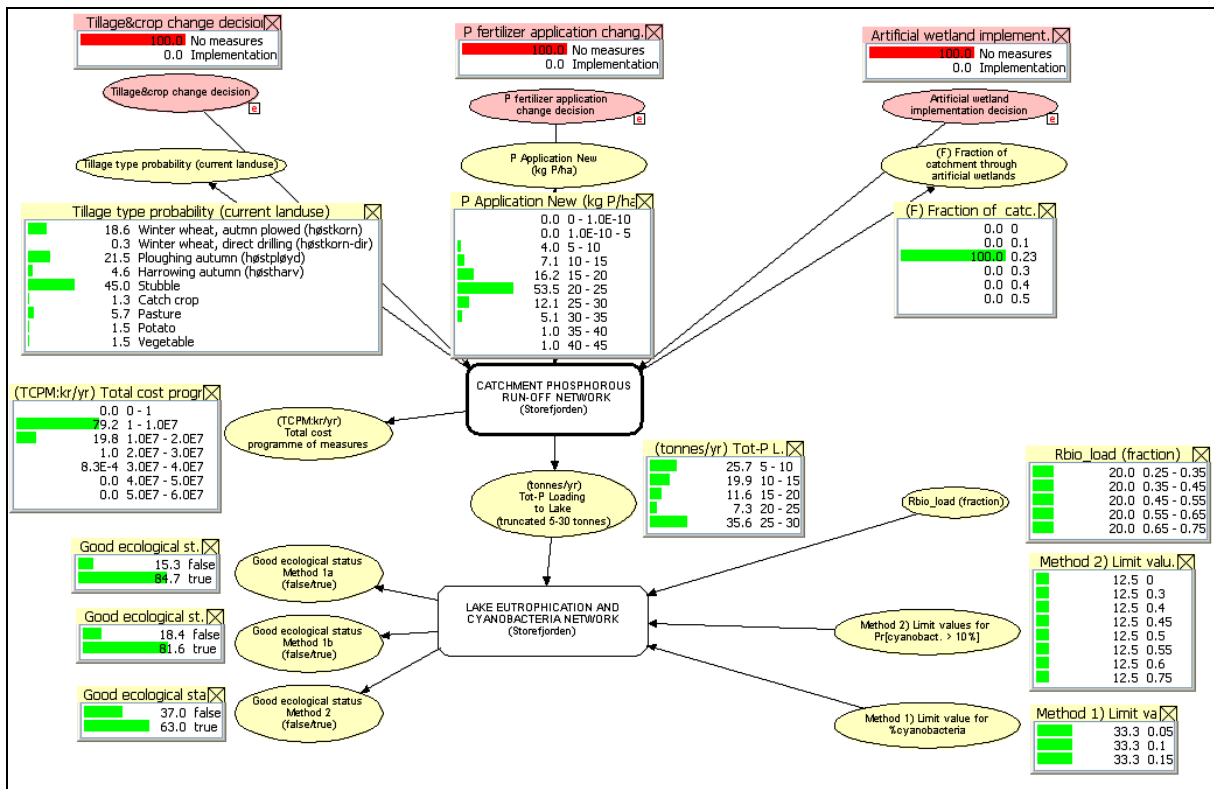 Tillage&crop change decisior
100.0 No measures
0.0 Implementation
Tillage&crop change decision
e
Tillage type probability (current landuse)
Tillage type probability (current landuse)
18.6 Winter wheat, autmn plowed (høstkorn)
0.3 Winter wheat, direct drilling (høstkorn-dir)
21.5 Ploughing autumn (høstpløyd)
4.6 Harrowing autumn (høstharv)
45.0 Stubble
1.3 Catch crop
5.7 Pasture
1.5 Potato
1.5 Vegetable
P fertilizer application chang.
100.0 No measures
0.0 Implementation
P fertilizer application
change decision
e
P Application New
(kg P/ha)
P Application New (kg P/ha
0.0 0 - 1.0E-10
0.0 1.0E-10 - 5
4.0 5 - 10
7.1 10 - 15
16.2 15 - 20
53.5 20 - 25
12.1 25 - 30
5.1 30 - 35
1.0 35 - 40
1.0 40 - 45
Artificial wetland implement.
100.0 No measures
0.0 Implementation
Artificial wetland
implementation decision
e
(F) Fraction of
catchment through
artificial wetlands
(F) Fraction of catc.
0.0 0
0.0 0.1
100.0 0.23
0.0 0.3
0.0 0.4
0.0 0.5
CATCHMENT PHOSPHOROUS
RUN-OFF NETWORK
(Storefjorden)
(TCPM:kr/yr) Total cost progr
0.0 0 - 1
79.2 1 - 1.0E7
19.8 1.0E7 - 2.0E7
1.0 2.0E7 - 3.0E7
8.3E-4 3.0E7 - 4.0E7
0.0 4.0E7 - 5.0E7
0.0 5.0E7 - 6.0E7
(TCPM:kr/yr)
Total cost
programme of measures
(tonnes/yr)
Tot-P Loading
to Lake
(truncated 5-30 tonnes)
(tonnes/yr) Tot-P L.
25.7 5 - 10
19.9 10 - 15
11.6 15 - 20
7.3 20 - 25
35.6 25 - 30
Rbio_load (fraction)
Rbio_load (fraction)
20.0 0.25 - 0.35
20.0 0.35 - 0.45
20.0 0.45 - 0.55
20.0 0.55 - 0.65
20.0 0.65 - 0.75
Good ecological st.
15.3 false
84.7 true
Good ecological status
Method 1a
(false/true)
Good ecological st.
18.4 false
81.6 true
Good ecological status
Method 1b
(false/true)
Good ecological sta
37.0 false
63.0 true
Good ecological status
Method 2
(false/true)
LAKE EUTROPHICATION AND
CYANOBACTERIA NETWORK
(Storefjorden)
Method 2) Limit values for
Pr[cyanobact. > 10%]
Method 2) Limit valu.
12.5 0
12.5 0.3
12.5 0.4
12.5 0.45
12.5 0.5
12.5 0.55
12.5 0.6
12.5 0.75
Method 1) Limit value for
%cyanobacteria
Method 1) Limit va
33.3 0.05
33.3 0.1
33.3 0.15